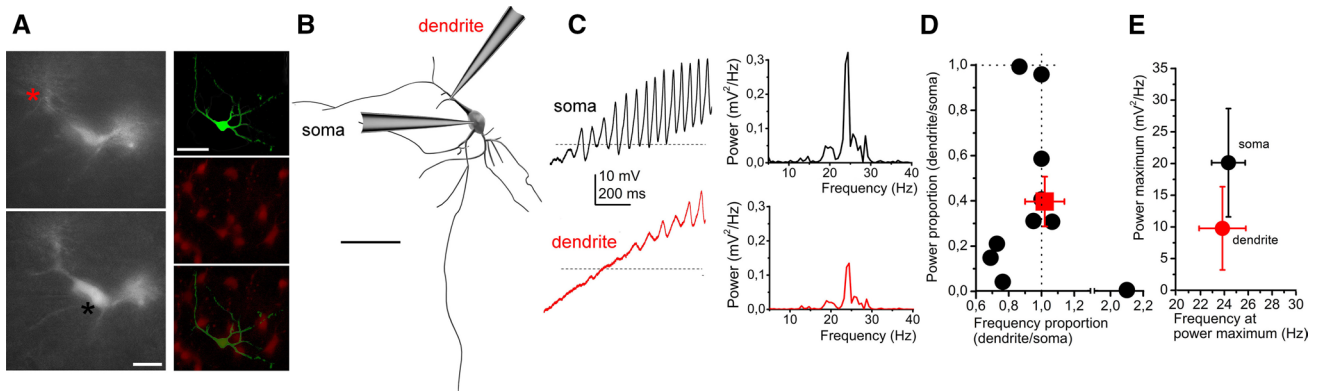 A
B
dendrite
soma
C
soma
10 mV
200 ms
dendrite
Power (mV²/Hz)
0,3
0,2
0,1
0,0
10 20 30 40
Frequency (Hz)
Power (mV²/Hz)
0,3
0,2
0,1
0,0
10 20 30 40
Frequency (Hz)
D
Power proportion (dendrite/soma)
1,0
0,8
0,6
0,4
0,2
0,0
0,6 0,8 1,0 1,2 2,0 2,2
Frequency proportion
(dendrite/soma)
E
Power maximum (mV²/Hz)
35
30
25
20
15
10
5
0
soma
dendrite
20 22 24 26 28 30
Frequency at
power maximum (Hz)